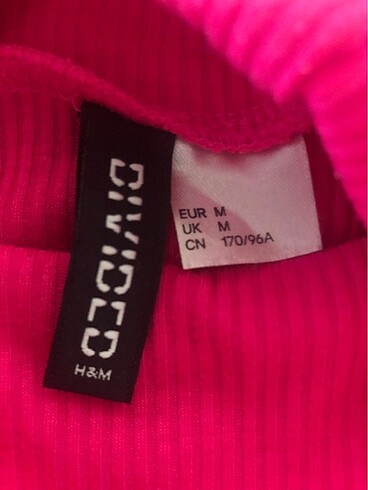 DIVIDED
H&M
EUR M
UK M
CN 170/96A